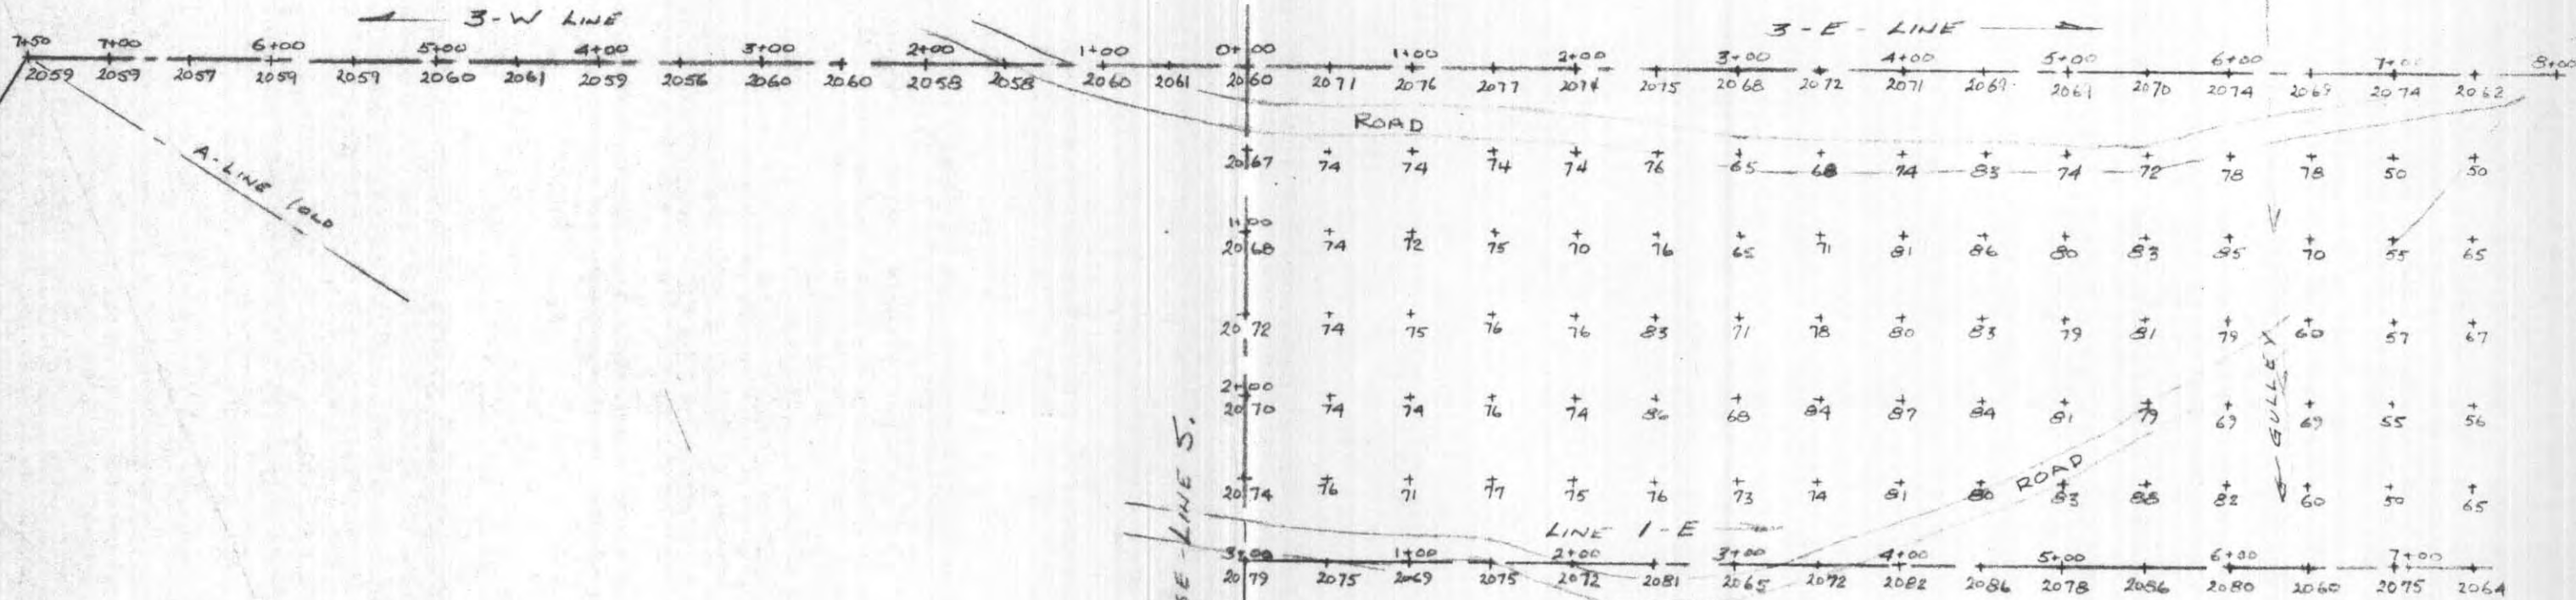 ← 3-W LINE
3-E-LINE →
7+50 7+00 6+00 5+00 4+00 3+00 2+00 1+00 0+00 1+00 2+00 3+00 4+00 5+00 6+00 7+00 8+00
2059 2059 2057 2059 2059 2060 2061 2059 2056 2060 2060 2058 2058 2060 2061 2060 2071 2076 2077 2074 2075 2068 2072 2071 2069 2069 2070 2074 2069 2074 2062
ROAD
A-LINE
2067 74 74 74 74 76 65 68 74 83 74 72 78 78 50 50
1+00
2068 74 72 75 70 76 65 71 81 86 80 83 85 70 55 65
2072 74 75 76 76 83 71 78 80 83 79 81 79 60 57 67
2+00
2070 74 74 76 74 86 68 84 87 84 81 79 69 69 55 56
← GULLEY
LINE 5.
ROAD
2074 76 71 77 75 76 73 74 81 80 83 88 82 60 50 65
LINE 1-E →
3+00 1+00 2+00 3+00 4+00 5+00 6+00 7+00
2079 2075 2069 2075 2072 2081 2065 2072 2082 2086 2078 2086 2080 2060 2075 2064